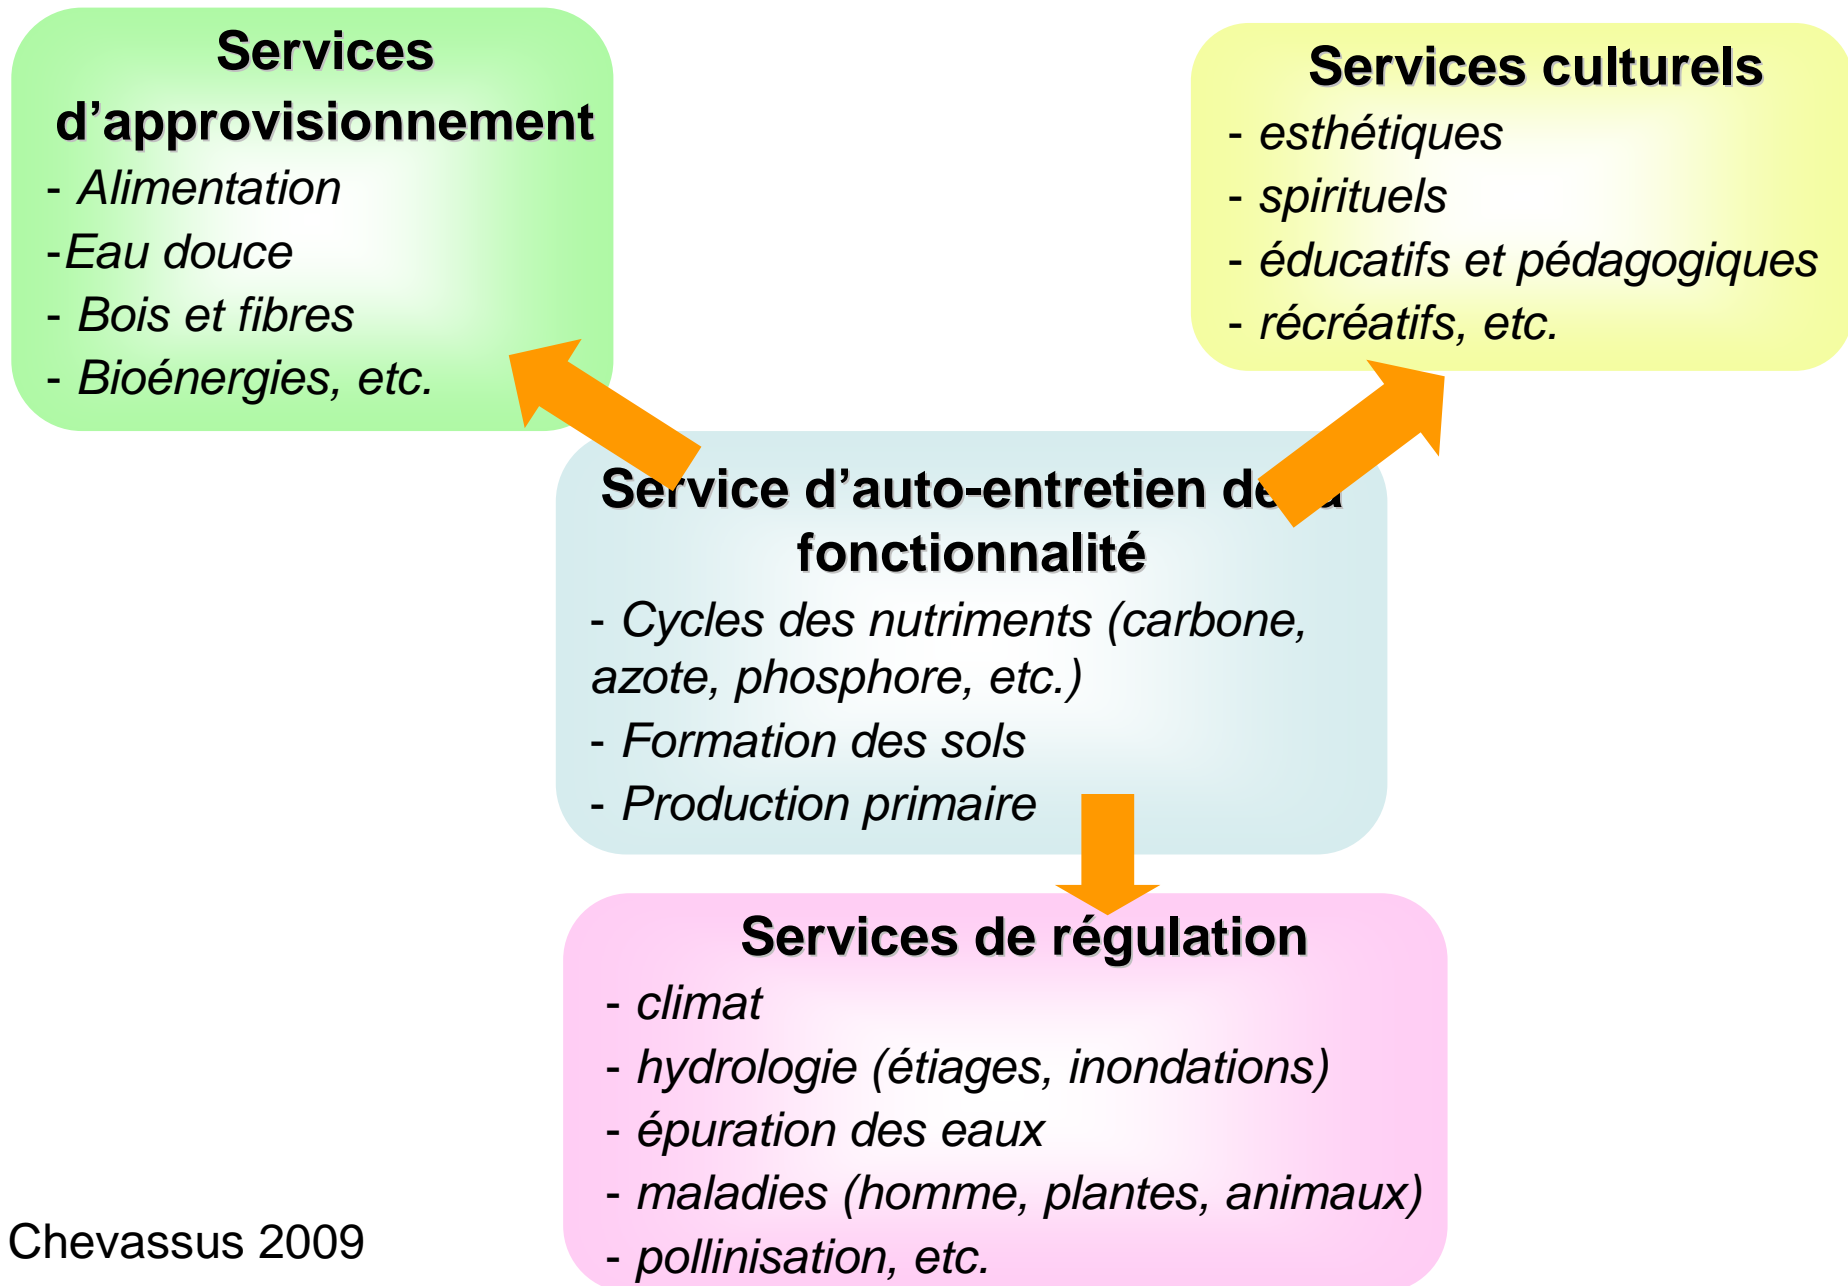 Services
d’approvisionnement
- Alimentation
-Eau douce
- Bois et fibres
- Bioénergies, etc.
Services culturels
- esthétiques
- spirituels
- éducatifs et pédagogiques
- récréatifs, etc.
Service d’auto-entretien de la
fonctionnalité
- Cycles des nutriments (carbone,
azote, phosphore, etc.)
- Formation des sols
- Production primaire
Services de régulation
- climat
- hydrologie (étiages, inondations)
- épuration des eaux
- maladies (homme, plantes, animaux)
- pollinisation, etc.
Chevassus 2009